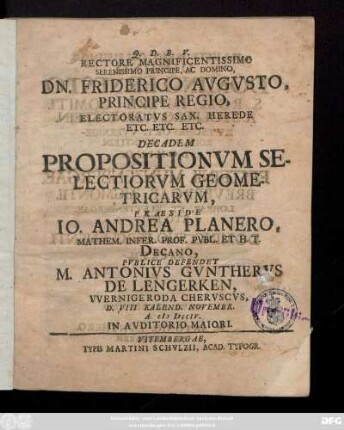 Q. D. B. V.
RECTORE MAGNIFICENTISSIMO
SERENISSIMO PRINCIPE, AC DOMINO,
DN. FRIDERICO AVGVSTO,
PRINCIPE REGIO,
ELECTORATVS SAX. HEREDE
ETC. ETC. ETC.
DECADEM
PROPOSITIONVM SE-
LECTIORVM GEOME-
TRICARVM,
PRAESIDE
IO. ANDREA PLANERO,
MATHEM. INFER. PROF. PVBL. ET H. T.
DECANO,
PVBLICE DEFENDET
M. ANTONIVS GVNTHERVS
DE LENGERKEN,
VVERNIGERODA CHERVSCVS,
D. VIII KALEND. NOVEMBR.
IN AVDITORIO MAIORI.
VITEMBERGAE,
TYPIS MARTINI SCHVLZII, ACAD. TYPOGR.
DFG